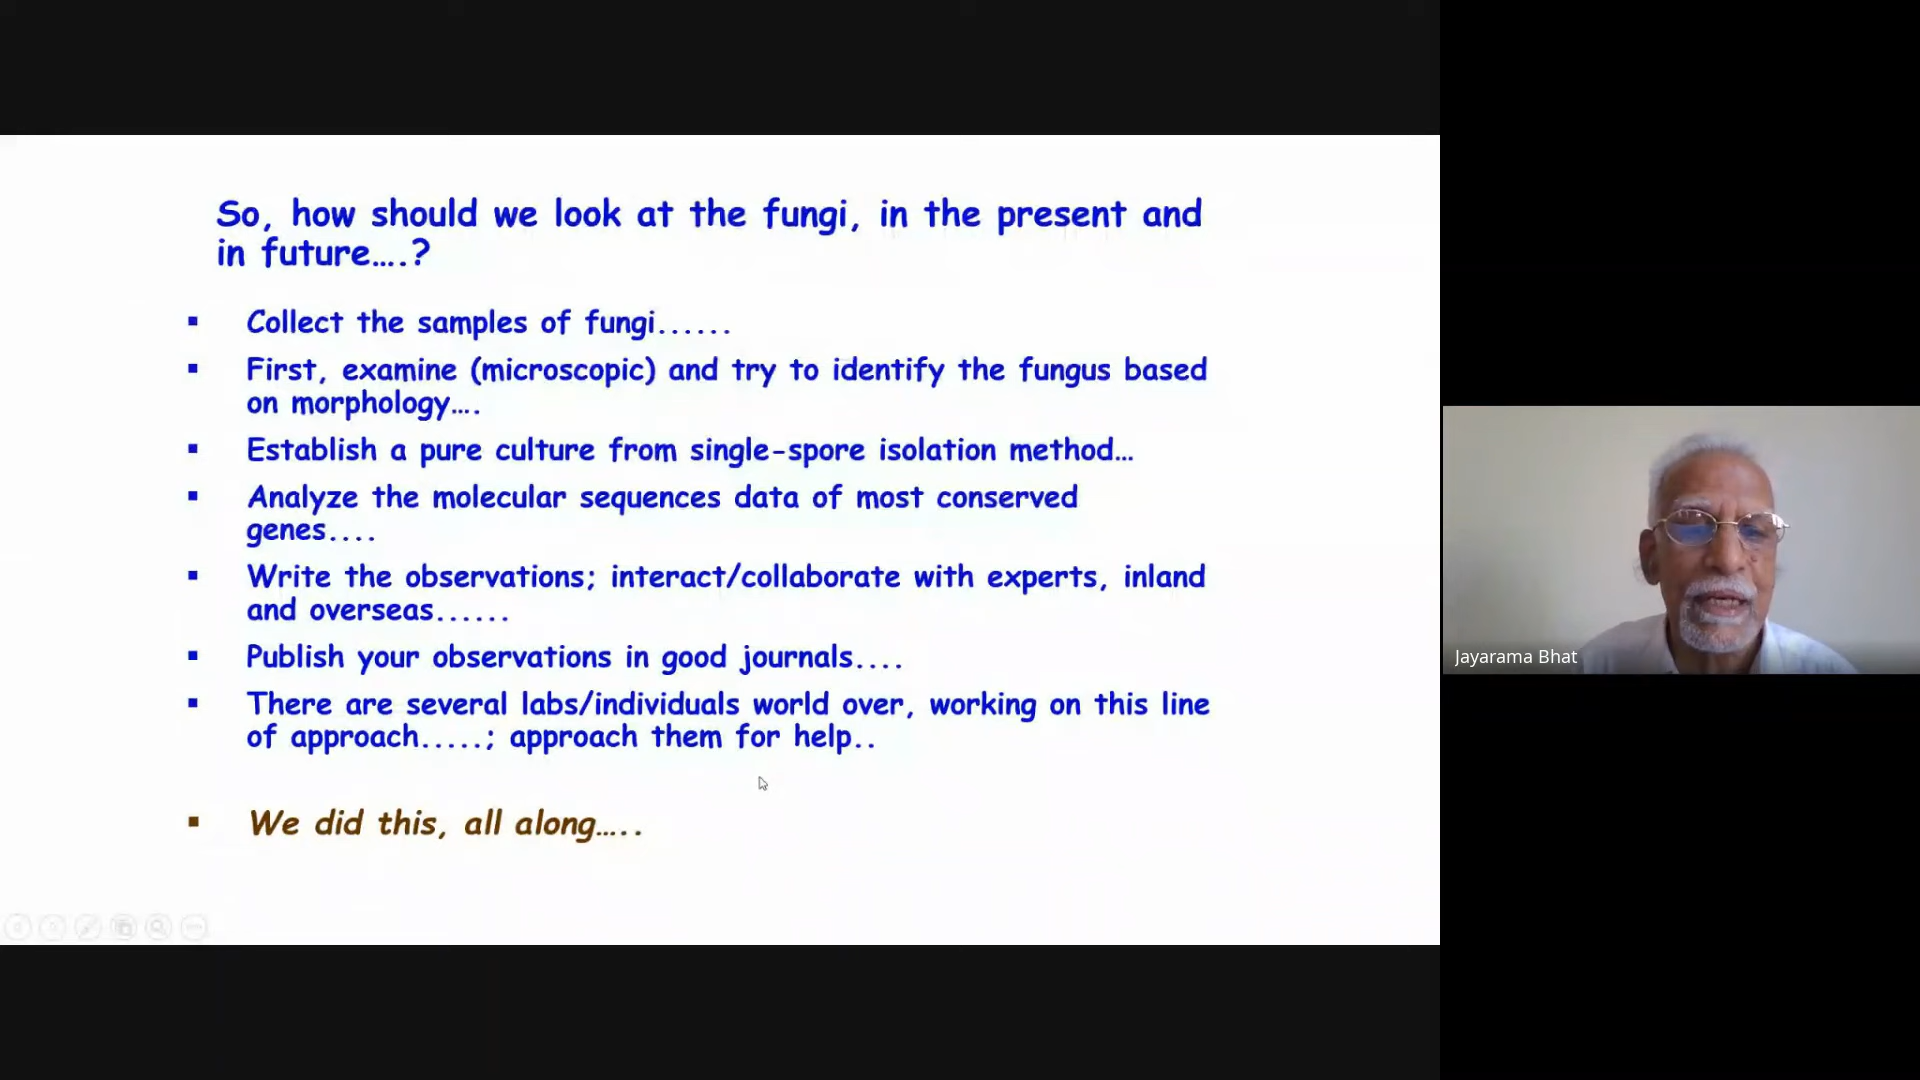 So, how should we look at the fungi, in the present and
in future….?
▪ Collect the samples of fungi......
▪ First, examine (microscopic) and try to identify the fungus based
on morphology….
▪ Establish a pure culture from single-spore isolation method…
▪ Analyze the molecular sequences data of most conserved
genes....
▪ Write the observations; interact/collaborate with experts, inland
and overseas......
▪ Publish your observations in good journals....
▪ There are several labs/individuals world over, working on this line
of approach.....; approach them for help..
▪ We did this, all along…..
Jayarama Bhat